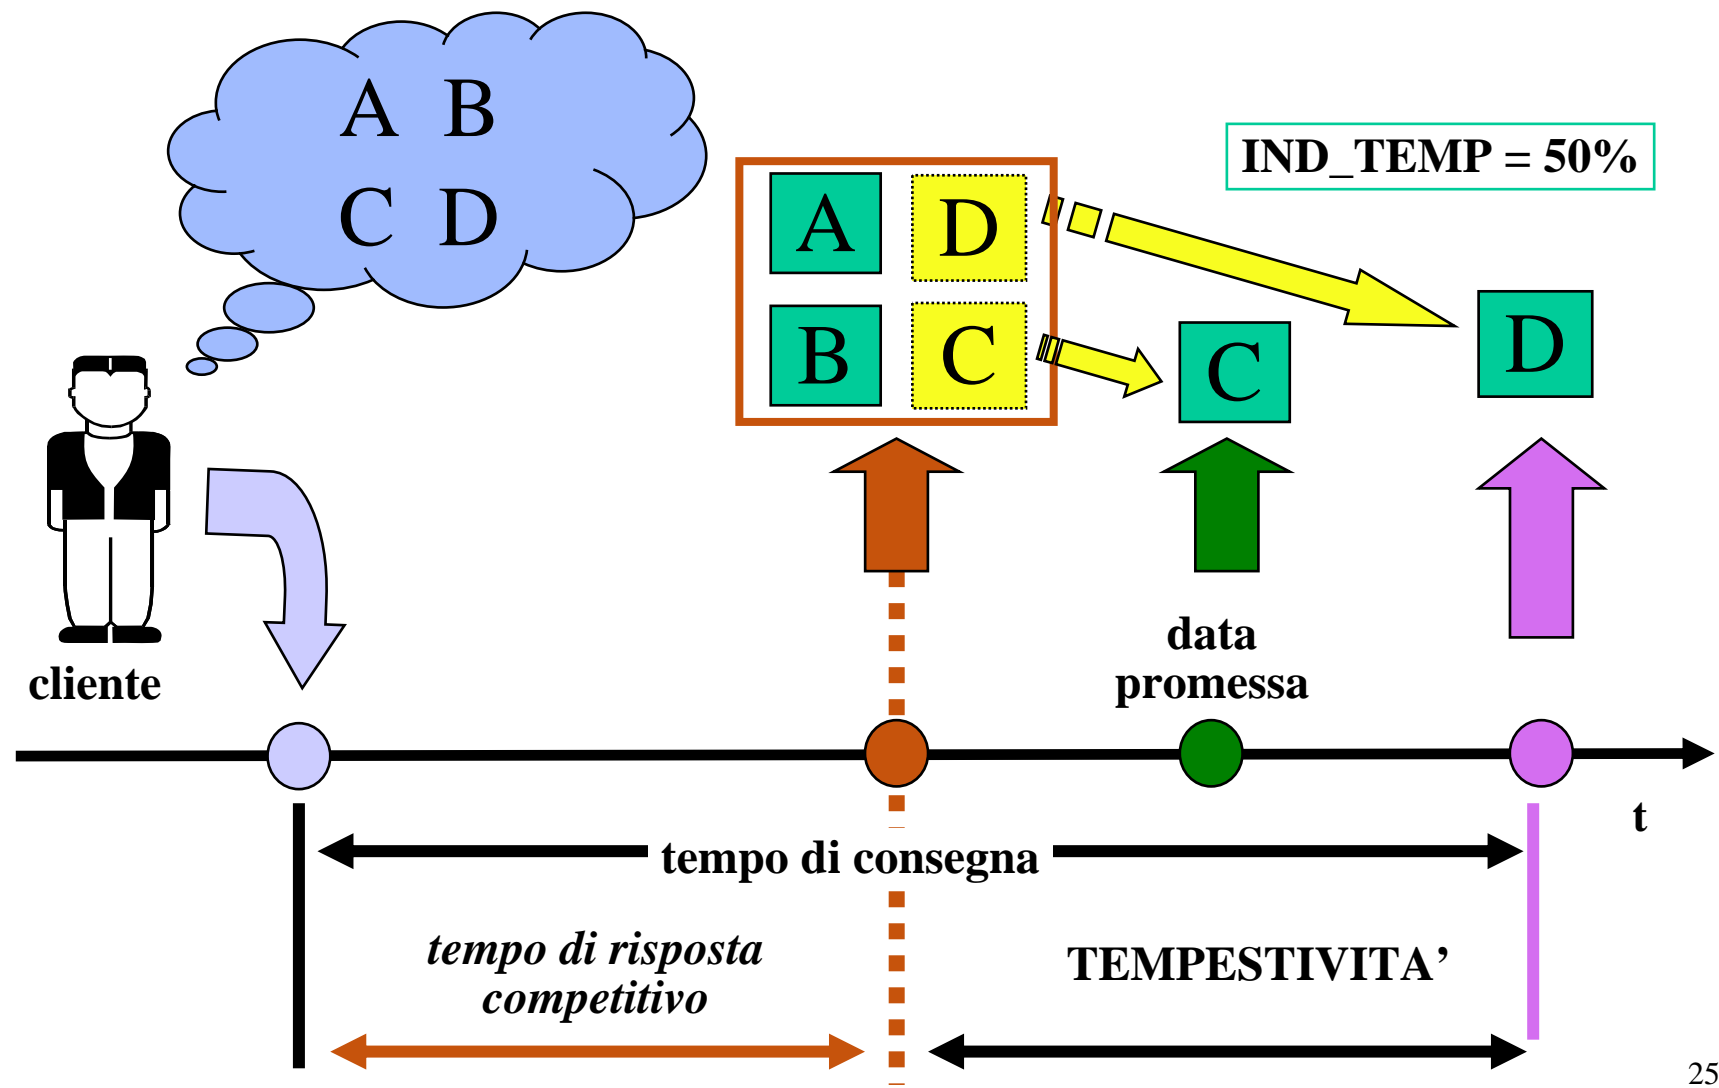 A B
C D
IND_TEMP = 50%
A D
B C
C
D
cliente
data
promessa
t
tempo di consegna
tempo di risposta
competitivo
TEMPESTIVITA’
25